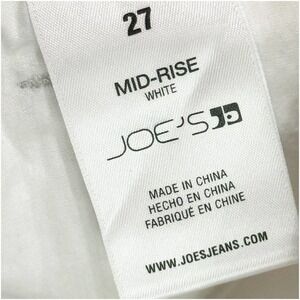 27
MID-RISE
WHITE
JOE'S
MADE IN CHINA
HECHO EN CHINA
FABRIQUÉ EN CHINE
WWW.JOESJEANS.COM